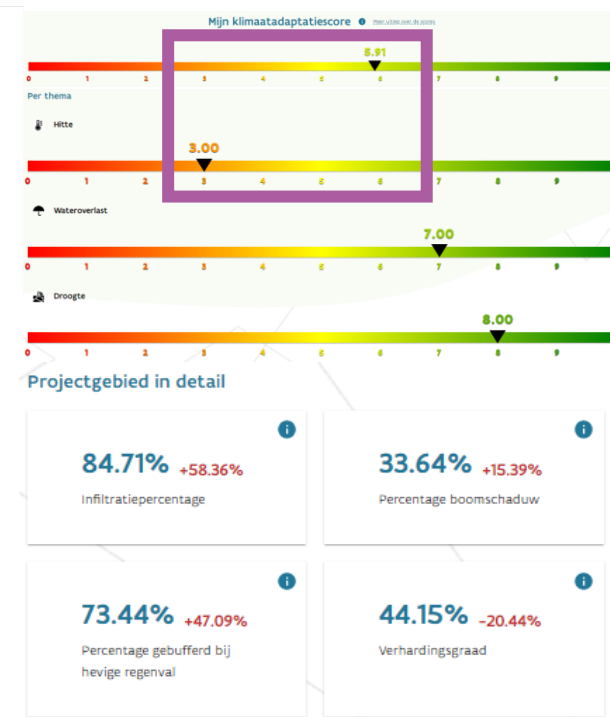 Mijn klimaatadaptatiescore i Meer uitleg over de scores
5.91
0 1 2 3 4 5 6 7 8 9
Per thema
Hitte
3.00
0 1 2 3 4 5 6 7 8 9
Wateroverlast
7.00
0 1 2 3 4 5 6 7 8 9
Droogte
8.00
0 1 2 3 4 5 6 7 8 9
Projectgebied in detail
i i
84.71% +58.36% 33.64% +15.39%
Infiltratiepercentage Percentage boomschaduw
i i
73.44% +47.09% 44.15% -20.44%
Percentage gebufferd bij Verhardingsgraad
hevige regenval